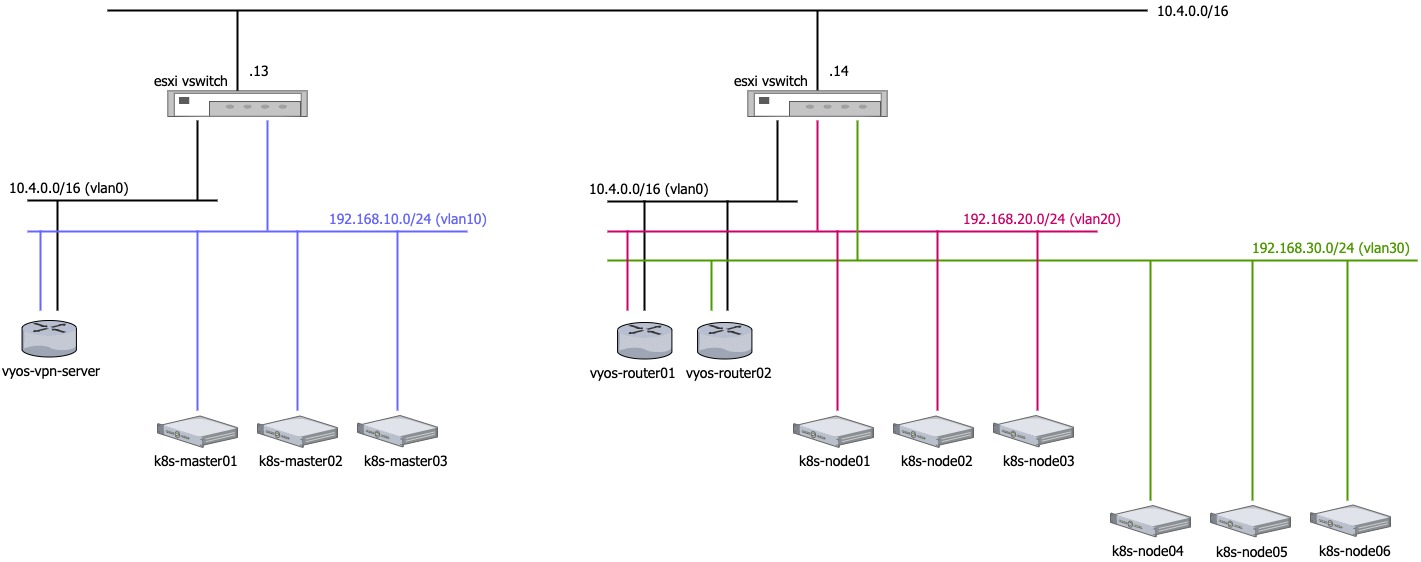 10.4.0.0/16
.13
.14
esxi vswitch
esxi vswitch
10.4.0.0/16 (vlan0)
10.4.0.0/16 (vlan0)
192.168.10.0/24 (vlan10)
192.168.20.0/24 (vlan20)
192.168.30.0/24 (vlan30)
vyos-vpn-server
vyos-router01
vyos-router02
k8s-master01
k8s-master02
k8s-master03
k8s-node01
k8s-node02
k8s-node03
k8s-node04
k8s-node05
k8s-node06